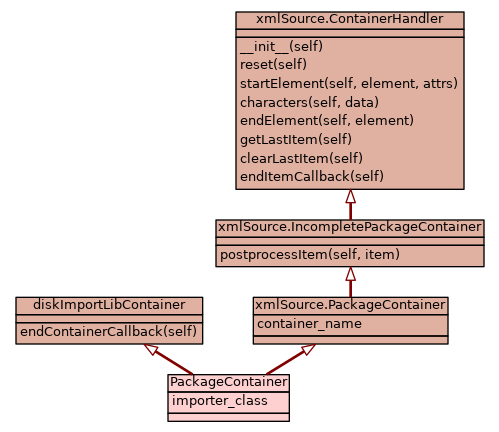 xmlSource.ContainerHandler
__init__(self)
reset(self)
startElement(self, element, attrs)
characters(self, data)
endElement(self, element)
getLastItem(self)
clearLastItem(self)
endItemCallback(self)
xmlSource.IncompletePackageContainer
postprocessItem(self, item)
diskImportLibContainer
endContainerCallback(self)
xmlSource.PackageContainer
container_name
PackageContainer
importer_class